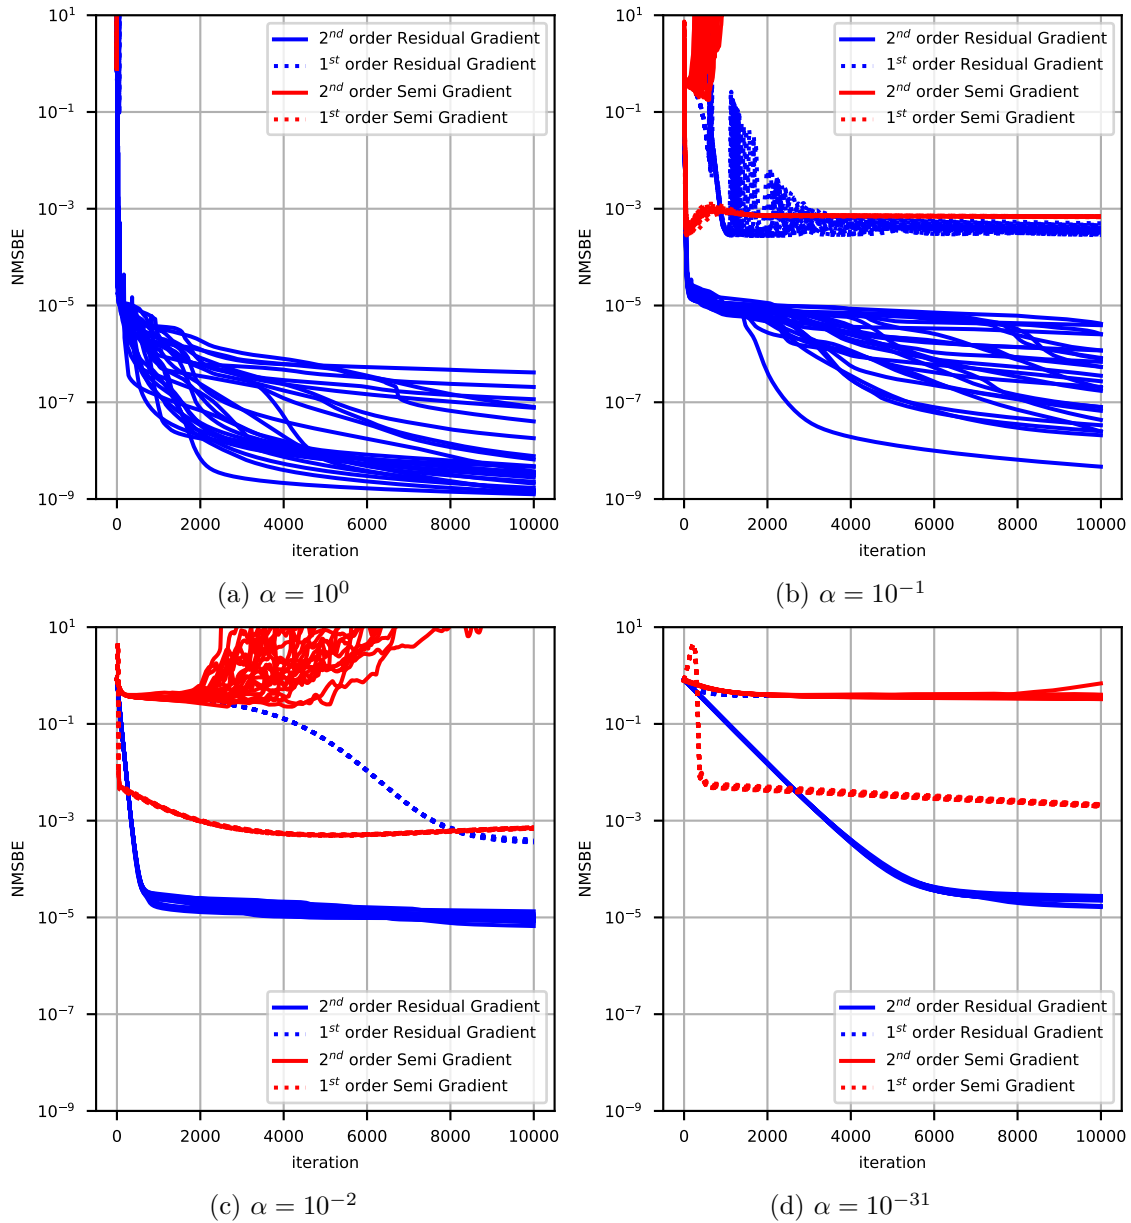 10^1
10^{-1}
10^{-3}
10^{-5}
10^{-7}
10^{-9}
NMSBE
0 2000 4000 6000 8000 10000
iteration
2^{nd} order Residual Gradient
1^{st} order Residual Gradient
2^{nd} order Semi Gradient
1^{st} order Semi Gradient
(a) α = 10^0
10^1
10^{-1}
10^{-3}
10^{-5}
10^{-7}
10^{-9}
NMSBE
0 2000 4000 6000 8000 10000
iteration
2^{nd} order Residual Gradient
1^{st} order Residual Gradient
2^{nd} order Semi Gradient
1^{st} order Semi Gradient
(b) α = 10^{-1}
10^1
10^{-1}
10^{-3}
10^{-5}
10^{-7}
10^{-9}
NMSBE
2^{nd} order Residual Gradient
1^{st} order Residual Gradient
2^{nd} order Semi Gradient
1^{st} order Semi Gradient
0 2000 4000 6000 8000 10000
iteration
(c) α = 10^{-2}
10^1
10^{-1}
10^{-3}
10^{-5}
10^{-7}
10^{-9}
NMSBE
2^{nd} order Residual Gradient
1^{st} order Residual Gradient
2^{nd} order Semi Gradient
1^{st} order Semi Gradient
0 2000 4000 6000 8000 10000
iteration
(d) α = 10^{-31}